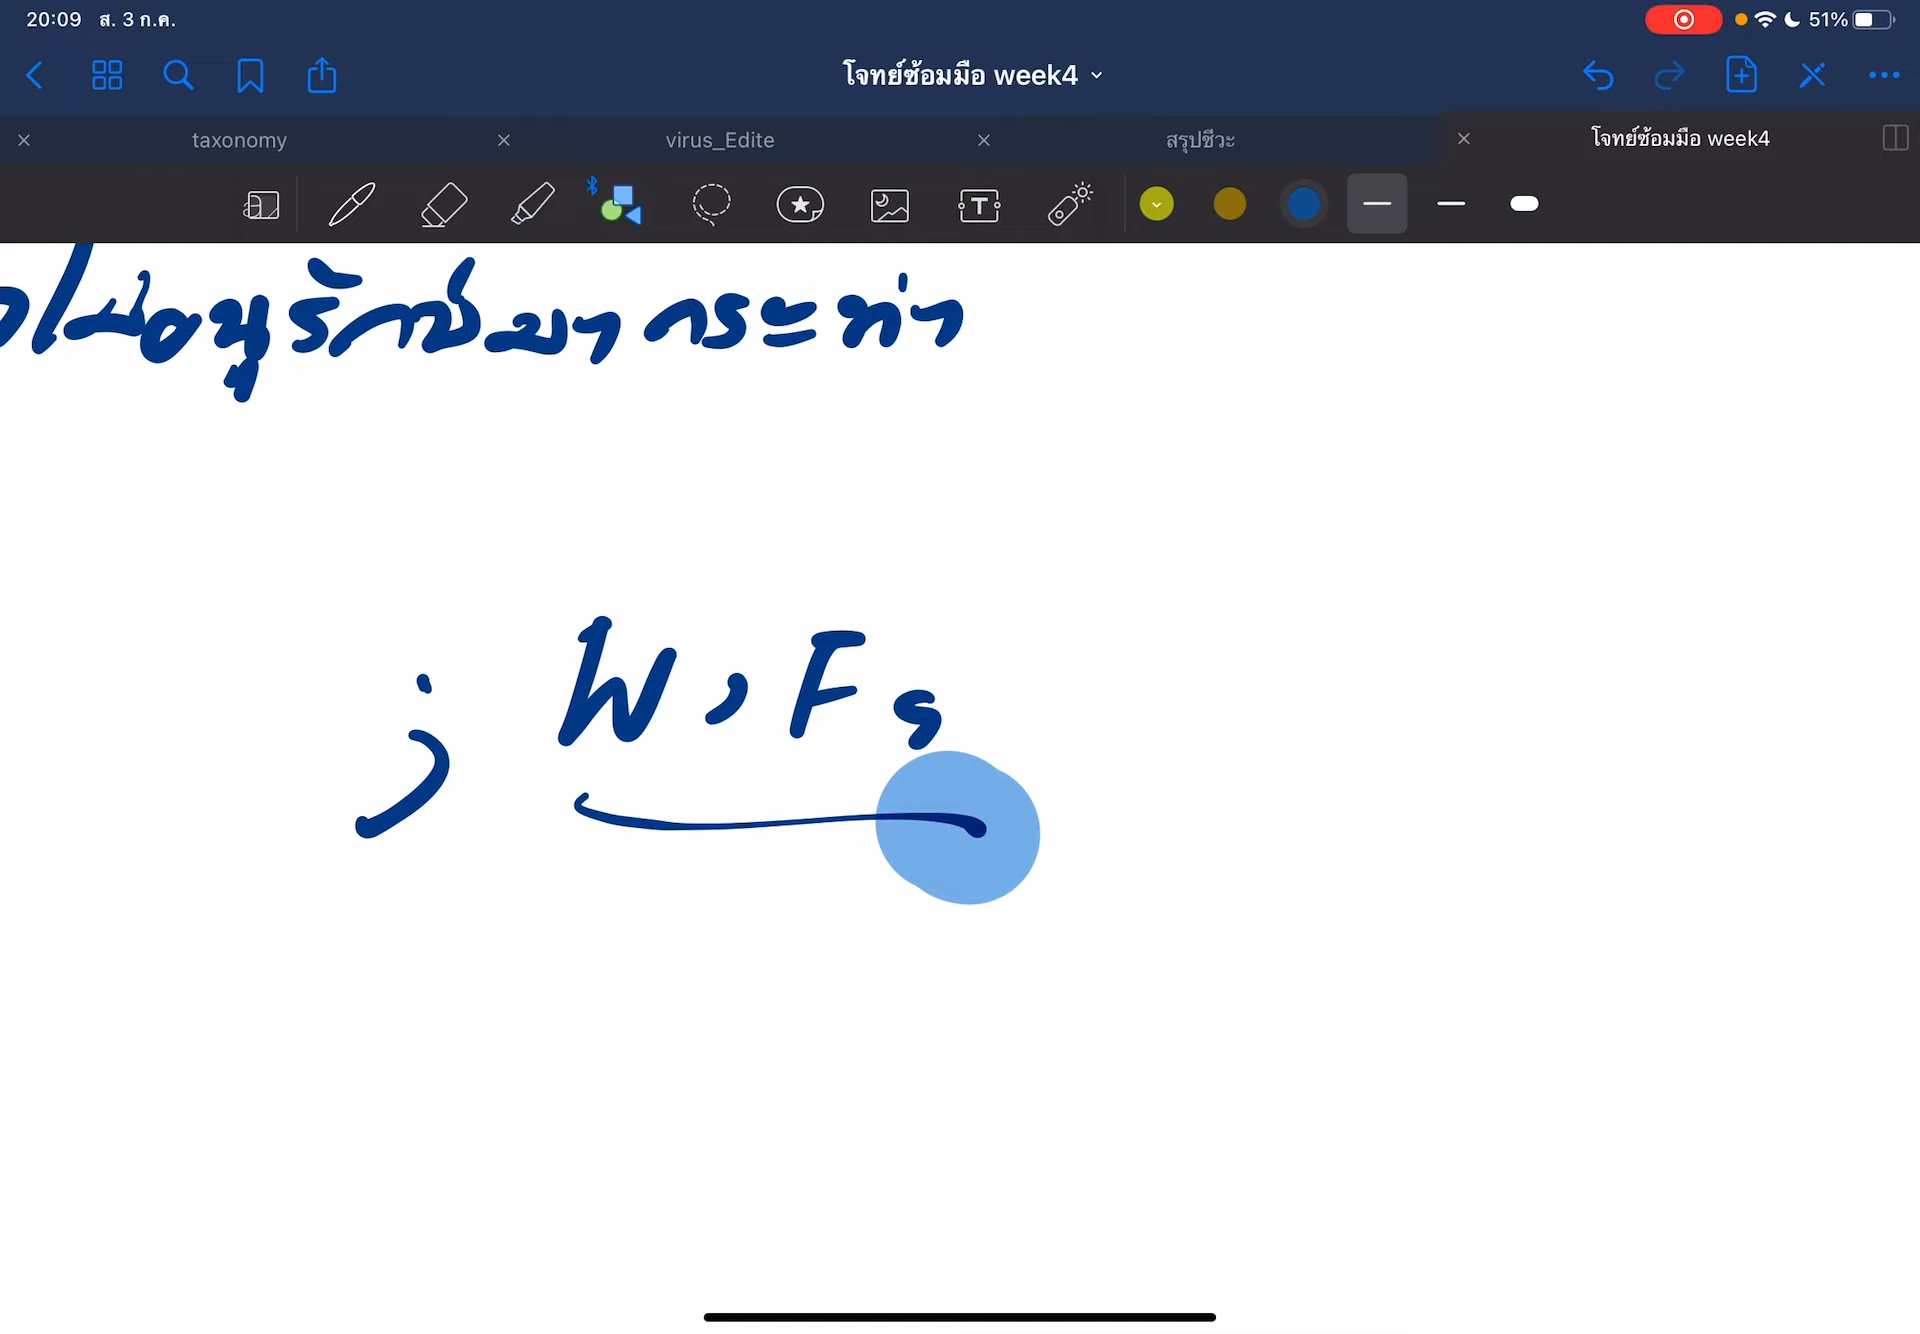 20:09 ส. 3 ก.ค. 51%
โจทย์ซ้อมมือ week4
taxonomy virus_Edite สรุปชีวะ โจทย์ซ้อมมือ week4
ไม่อนุรักษ์มากระทำ
; W, Fs